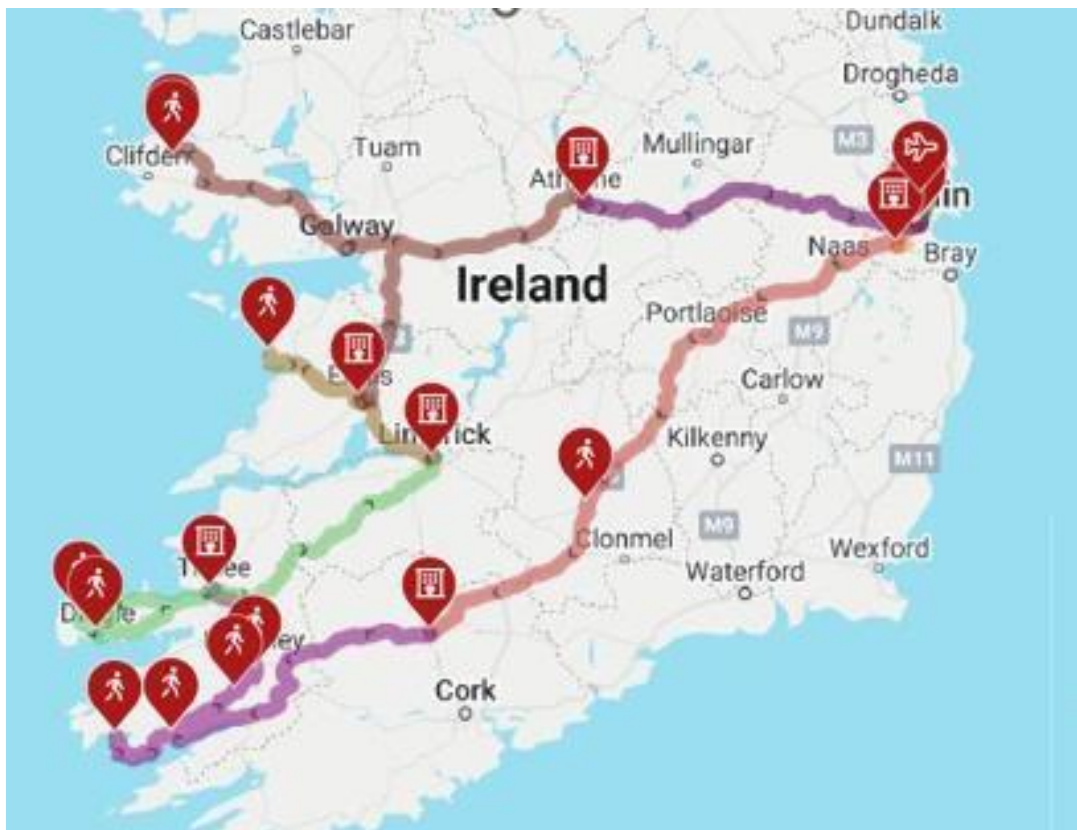 Castlebar
Dundalk
Drogheda
M3
Mullingar
Tuam
Galway
Naas
Bray
Ireland
Portlaoise
M9
Carlow
Kilkenny
M11
Clonmel
M9
Wexford
Waterford
Cork